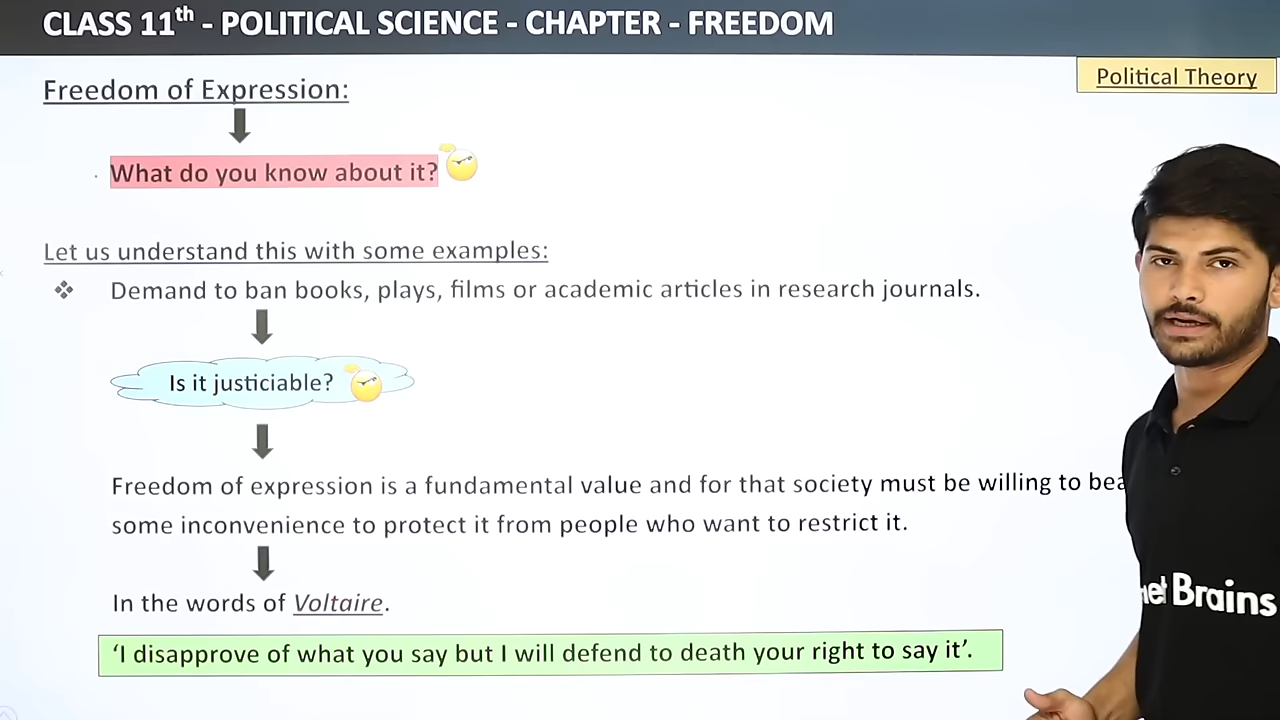 CLASS 11th - POLITICAL SCIENCE - CHAPTER - FREEDOM
Political Theory
Freedom of Expression:
What do you know about it?
Let us understand this with some examples:
❖ Demand to ban books, plays, films or academic articles in research journals.
Is it justiciable?
Freedom of expression is a fundamental value and for that society must be willing to
some inconvenience to protect it from people who want to restrict it.
In the words of Voltaire.
‘I disapprove of what you say but I will defend to death your right to say it’.
Brains